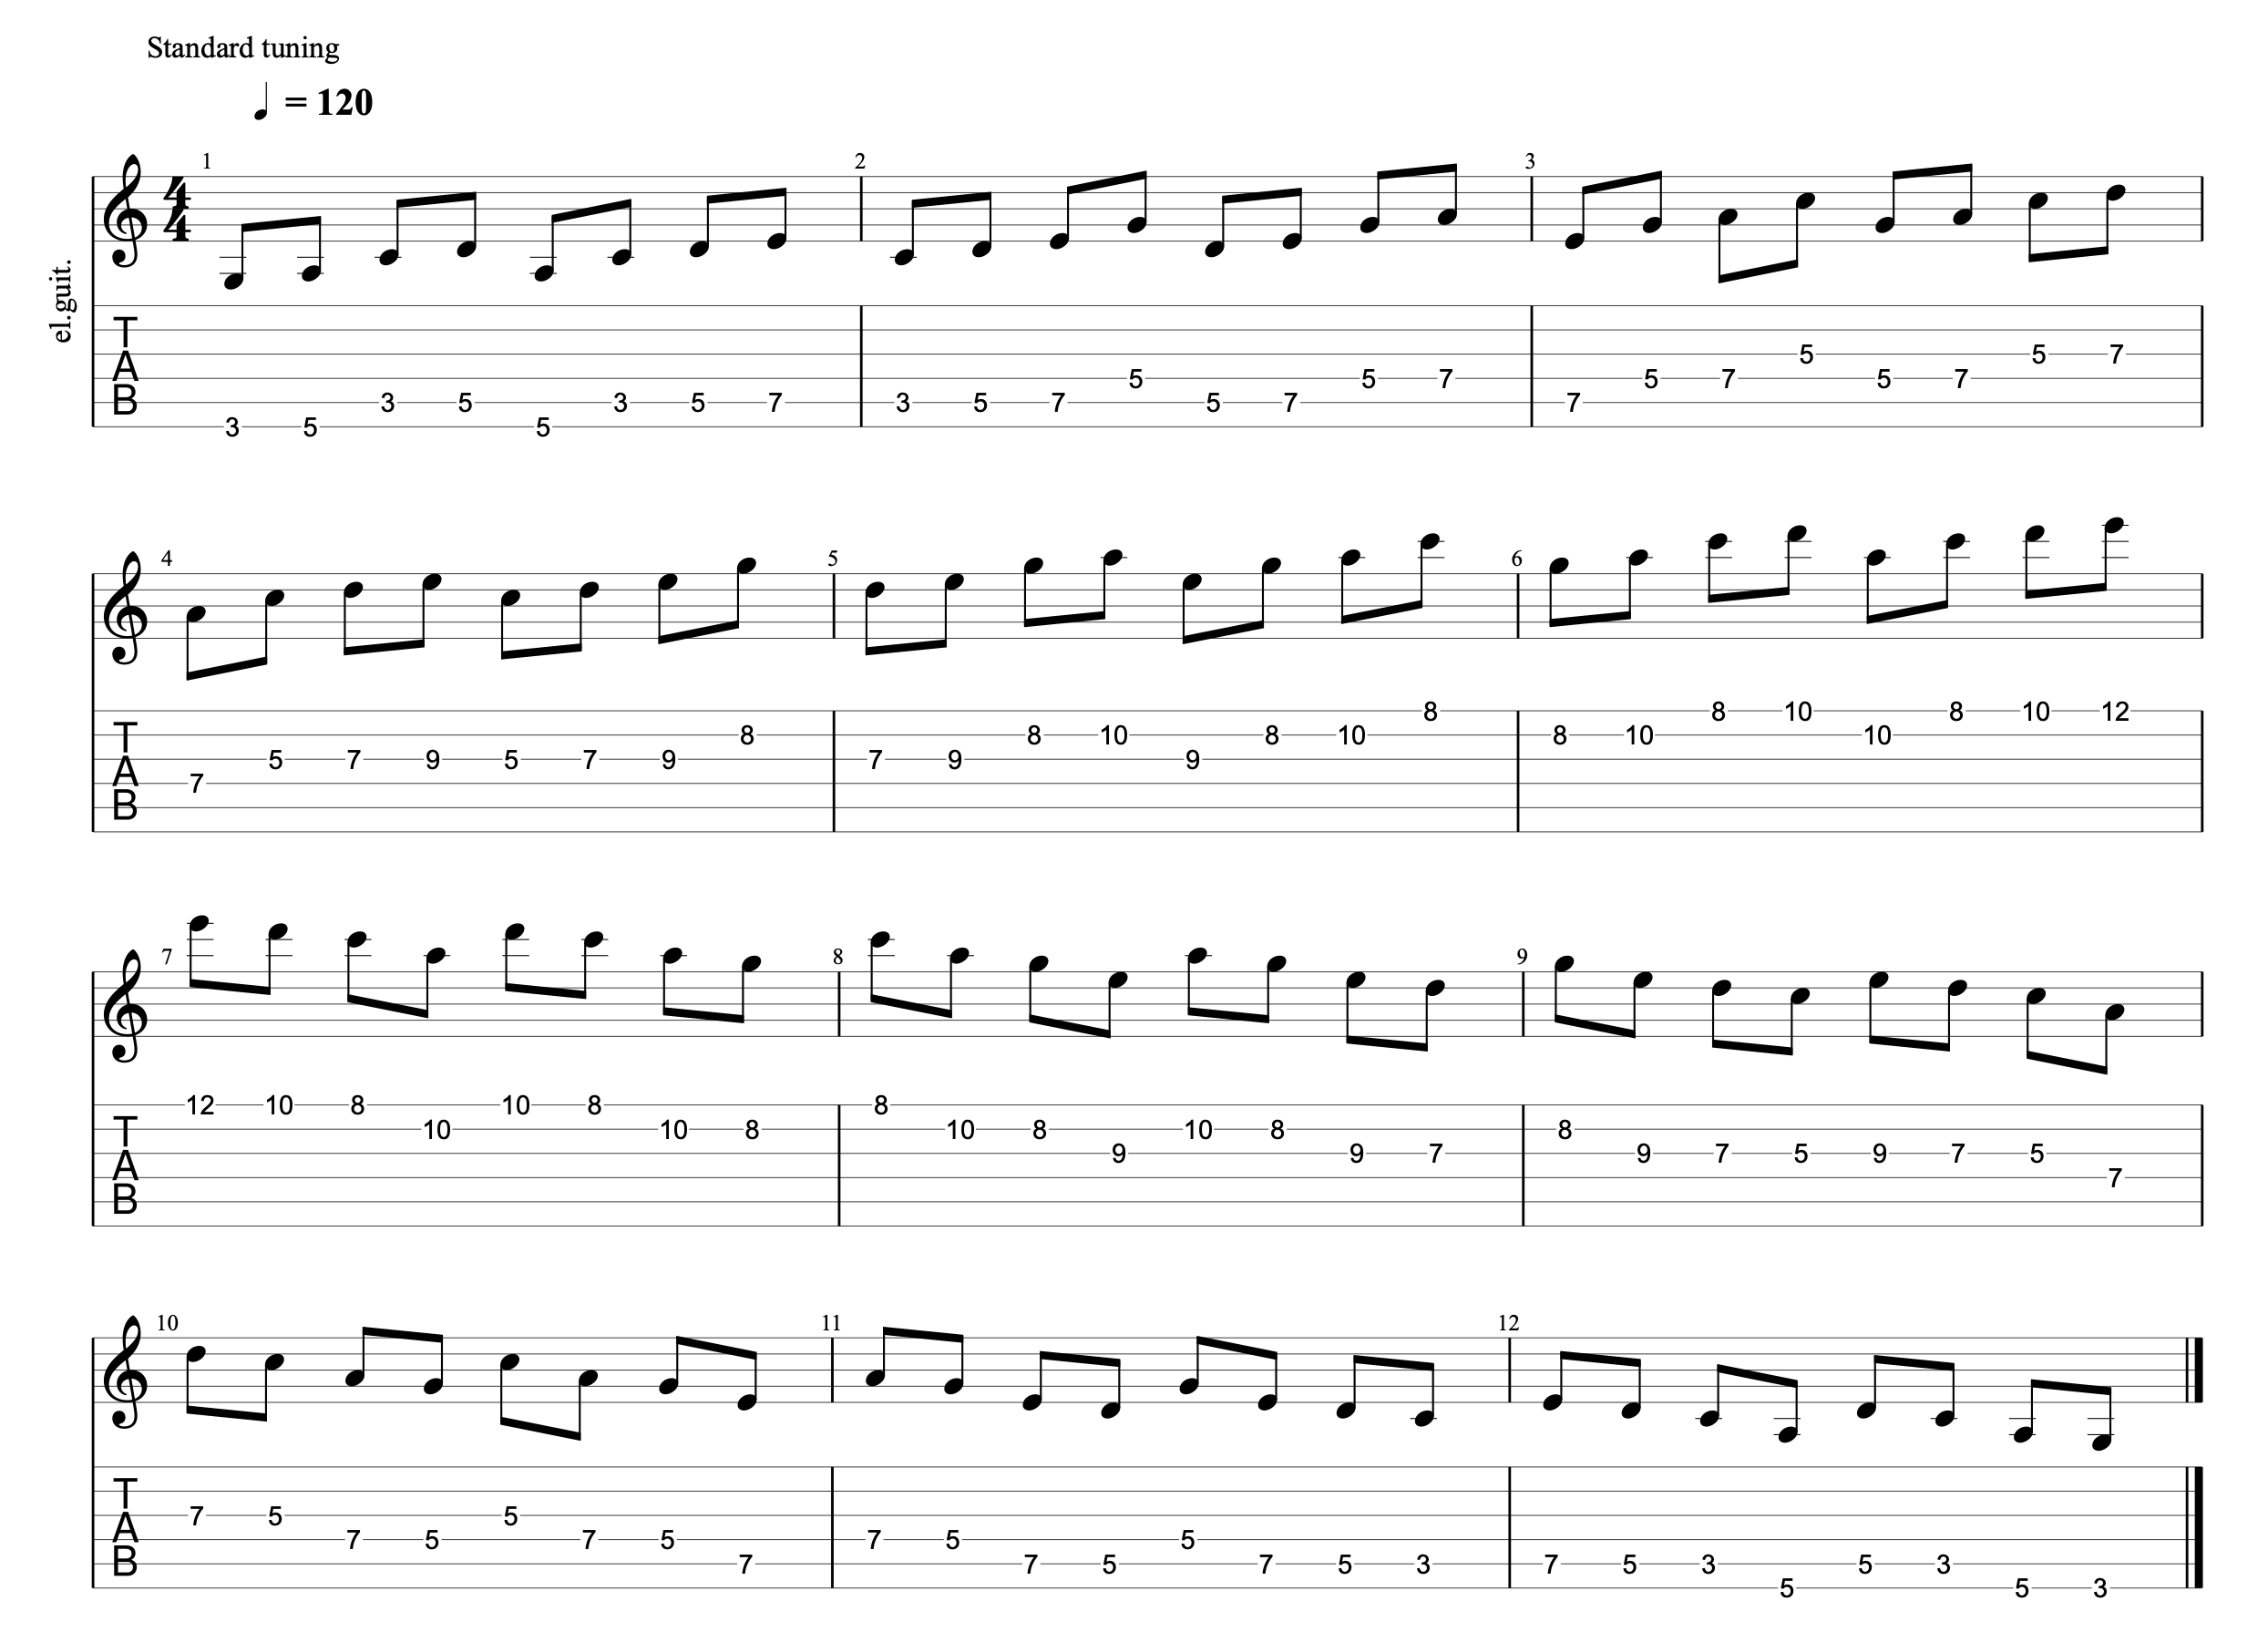 Standard tuning
= 120
el.guit.
4
4
1 2 3
T
A
B
5 5 7
5 7 5 7 5 7
3 5 3 5 7 3 5 7 5 7 7
3 5 5
4 5 6
8 8 10 8 10 12
8 8 10 8 10 8 10 10
T
5 7 9 5 7 9 7 9 9
A
7
B
7 8 9
12 10 8 10 8 8
10 10 8 10 8 10 8 8
T
9 9 7 9 7 5 9 7 5
A
7
B
10 11 12
T
7 5 5
A
7 5 7 5 7 5 5
B
7 7 5 7 5 3 7 5 3 5 3
5 5 3